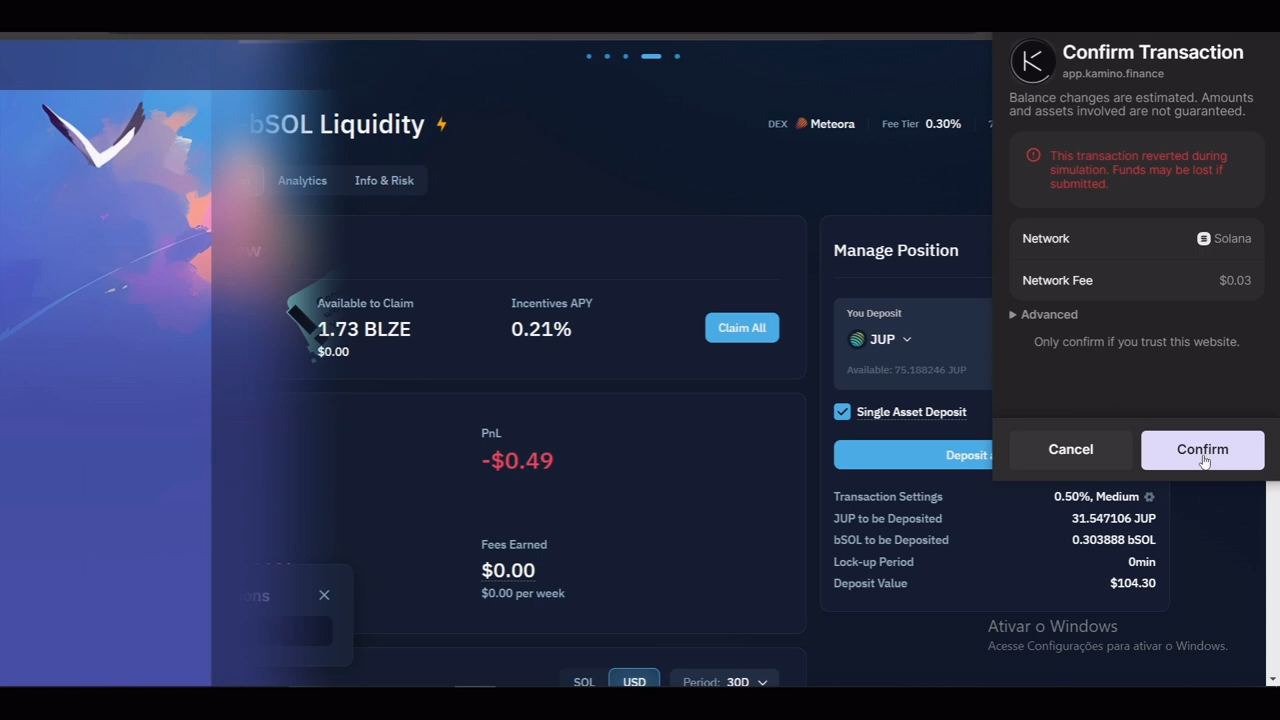 -bSOL Liquidity
DEX Meteora Fee Tier 0.30%
Analytics Info & Risk
Available to Claim
1.73 BLZE
$0.00
Incentives APY
0.21%
Claim All
PnL
-$0.49
Fees Earned
$0.00
$0.00 per week
SOL USD Period: 30D
Manage Position
You Deposit
JUP
Available: 75.188246 JUP
Single Asset Deposit
Deposit
Transaction Settings 0.50%, Medium
JUP to be Deposited 31.547106 JUP
bSOL to be Deposited 0.303888 bSOL
Lock-up Period 0min
Deposit Value $104.30
Confirm Transaction
app.kamino.finance
Balance changes are estimated. Amounts
and assets involved are not guaranteed.
This transaction reverted during
simulation. Funds may be lost if
submitted.
Network Solana
Network Fee $0.03
Advanced
Only confirm if you trust this website.
Cancel Confirm
Ativar o Windows
Acesse Configurações para ativar o Windows.